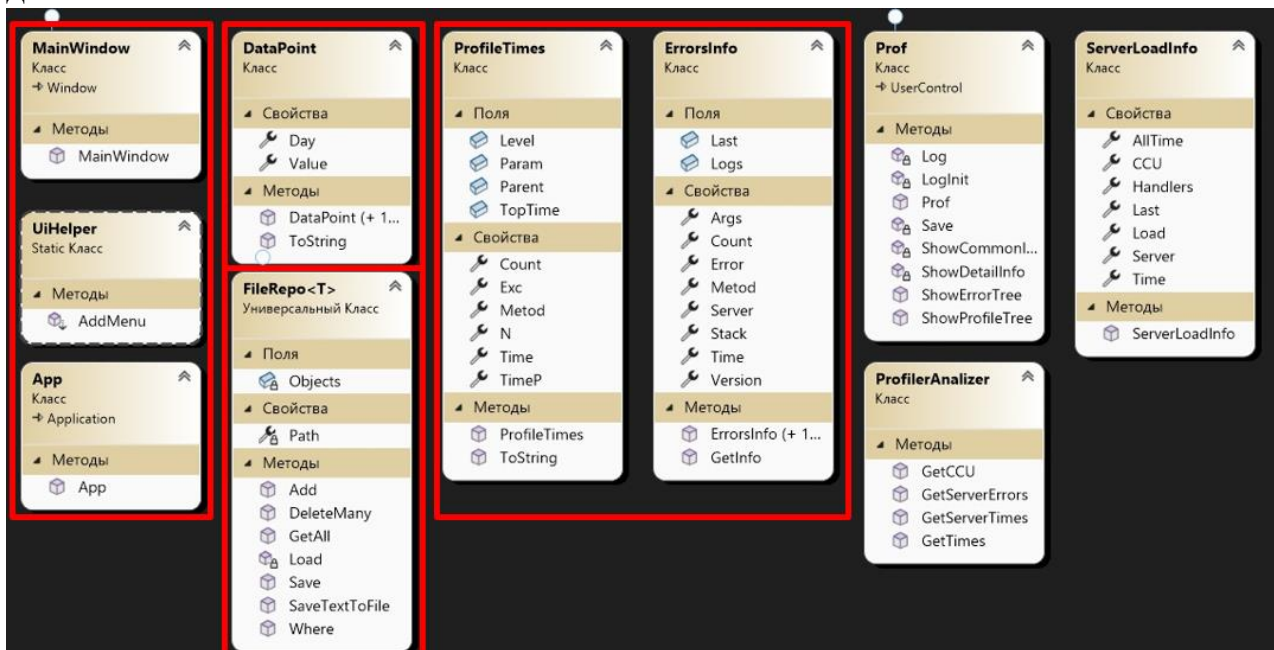 MainWindow
Класс
Window
Методы
MainWindow
UiHelper
Static Класс
Методы
AddMenu
App
Класс
Application
Методы
App
DataPoint
Класс
Свойства
Day
Value
Методы
DataPoint (+ 1...
ToString
FileRepo<T>
Универсальный Класс
Поля
Objects
Свойства
Path
Методы
Add
DeleteMany
GetAll
Load
Save
SaveTextToFile
Where
ProfileTimes
Класс
Поля
Level
Param
Parent
TopTime
Свойства
Count
Exc
Metod
N
Time
TimeP
Методы
ProfileTimes
ToString
ErrorsInfo
Класс
Поля
Last
Logs
Свойства
Args
Count
Error
Metod
Server
Stack
Time
Version
Методы
ErrorsInfo (+ 1...
GetInfo
Prof
Класс
UserControl
Методы
Log
LogInit
Prof
Save
ShowCommonI...
ShowDetailInfo
ShowErrorTree
ShowProfileTree
ProfilerAnalizer
Класс
Методы
GetCCU
GetServerErrors
GetServerTimes
GetTimes
ServerLoadInfo
Класс
Свойства
AllTime
CCU
Handlers
Last
Load
Server
Time
Методы
ServerLoadInfo